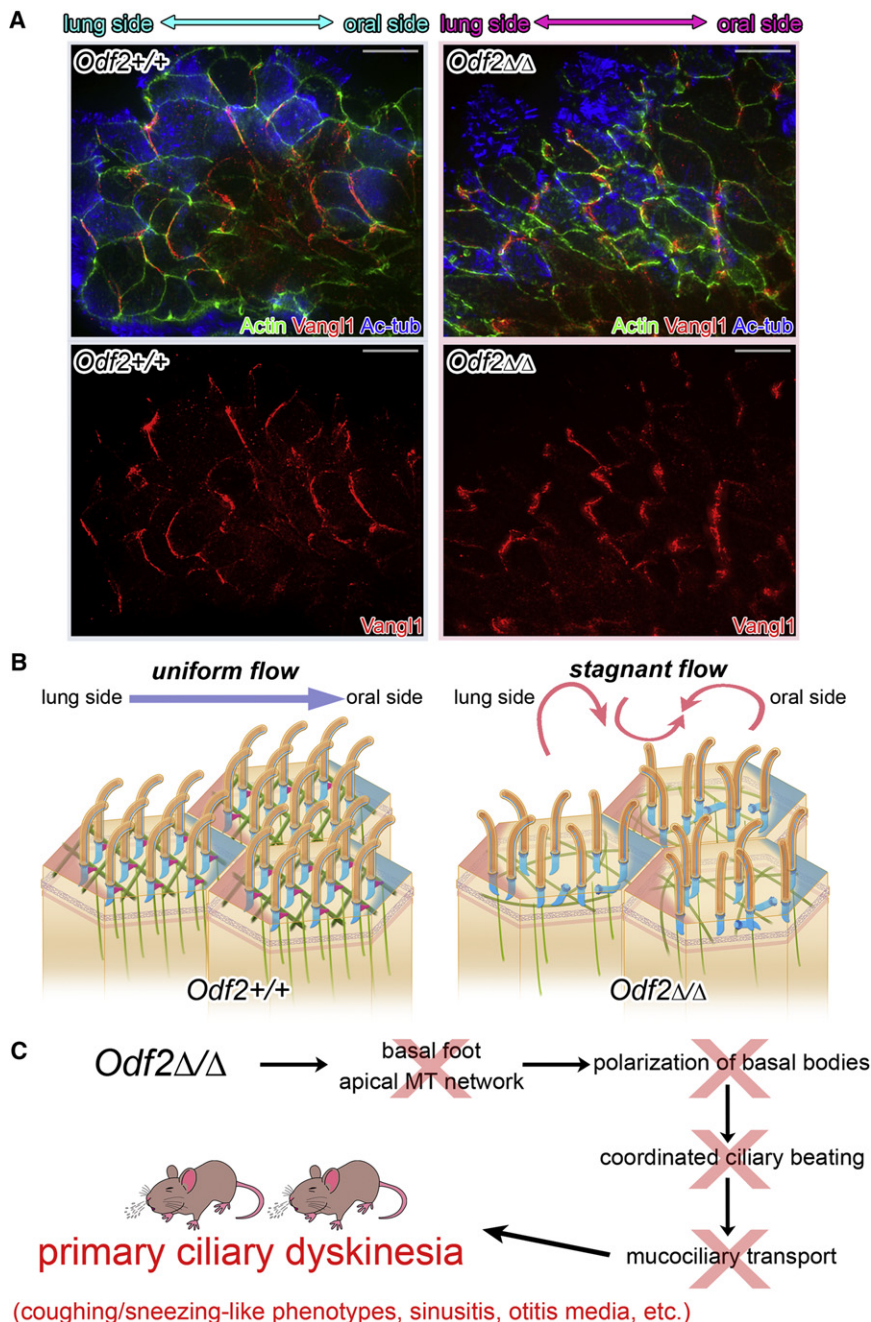 A
lung side oral side lung side oral side
Odf2+/+ Odf2Δ/Δ
Actin Vangl1 Ac-tub Actin Vangl1 Ac-tub
Odf2+/+ Odf2Δ/Δ
Vangl1 Vangl1
B
uniform flow stagnant flow
lung side oral side lung side oral side
Odf2+/+ Odf2Δ/Δ
C
Odf2Δ/Δ
basal foot
apical MT network
polarization of basal bodies
coordinated ciliary beating
mucociliary transport
primary ciliary dyskinesia
(coughing/sneezing-like phenotypes, sinusitis, otitis media, etc.)